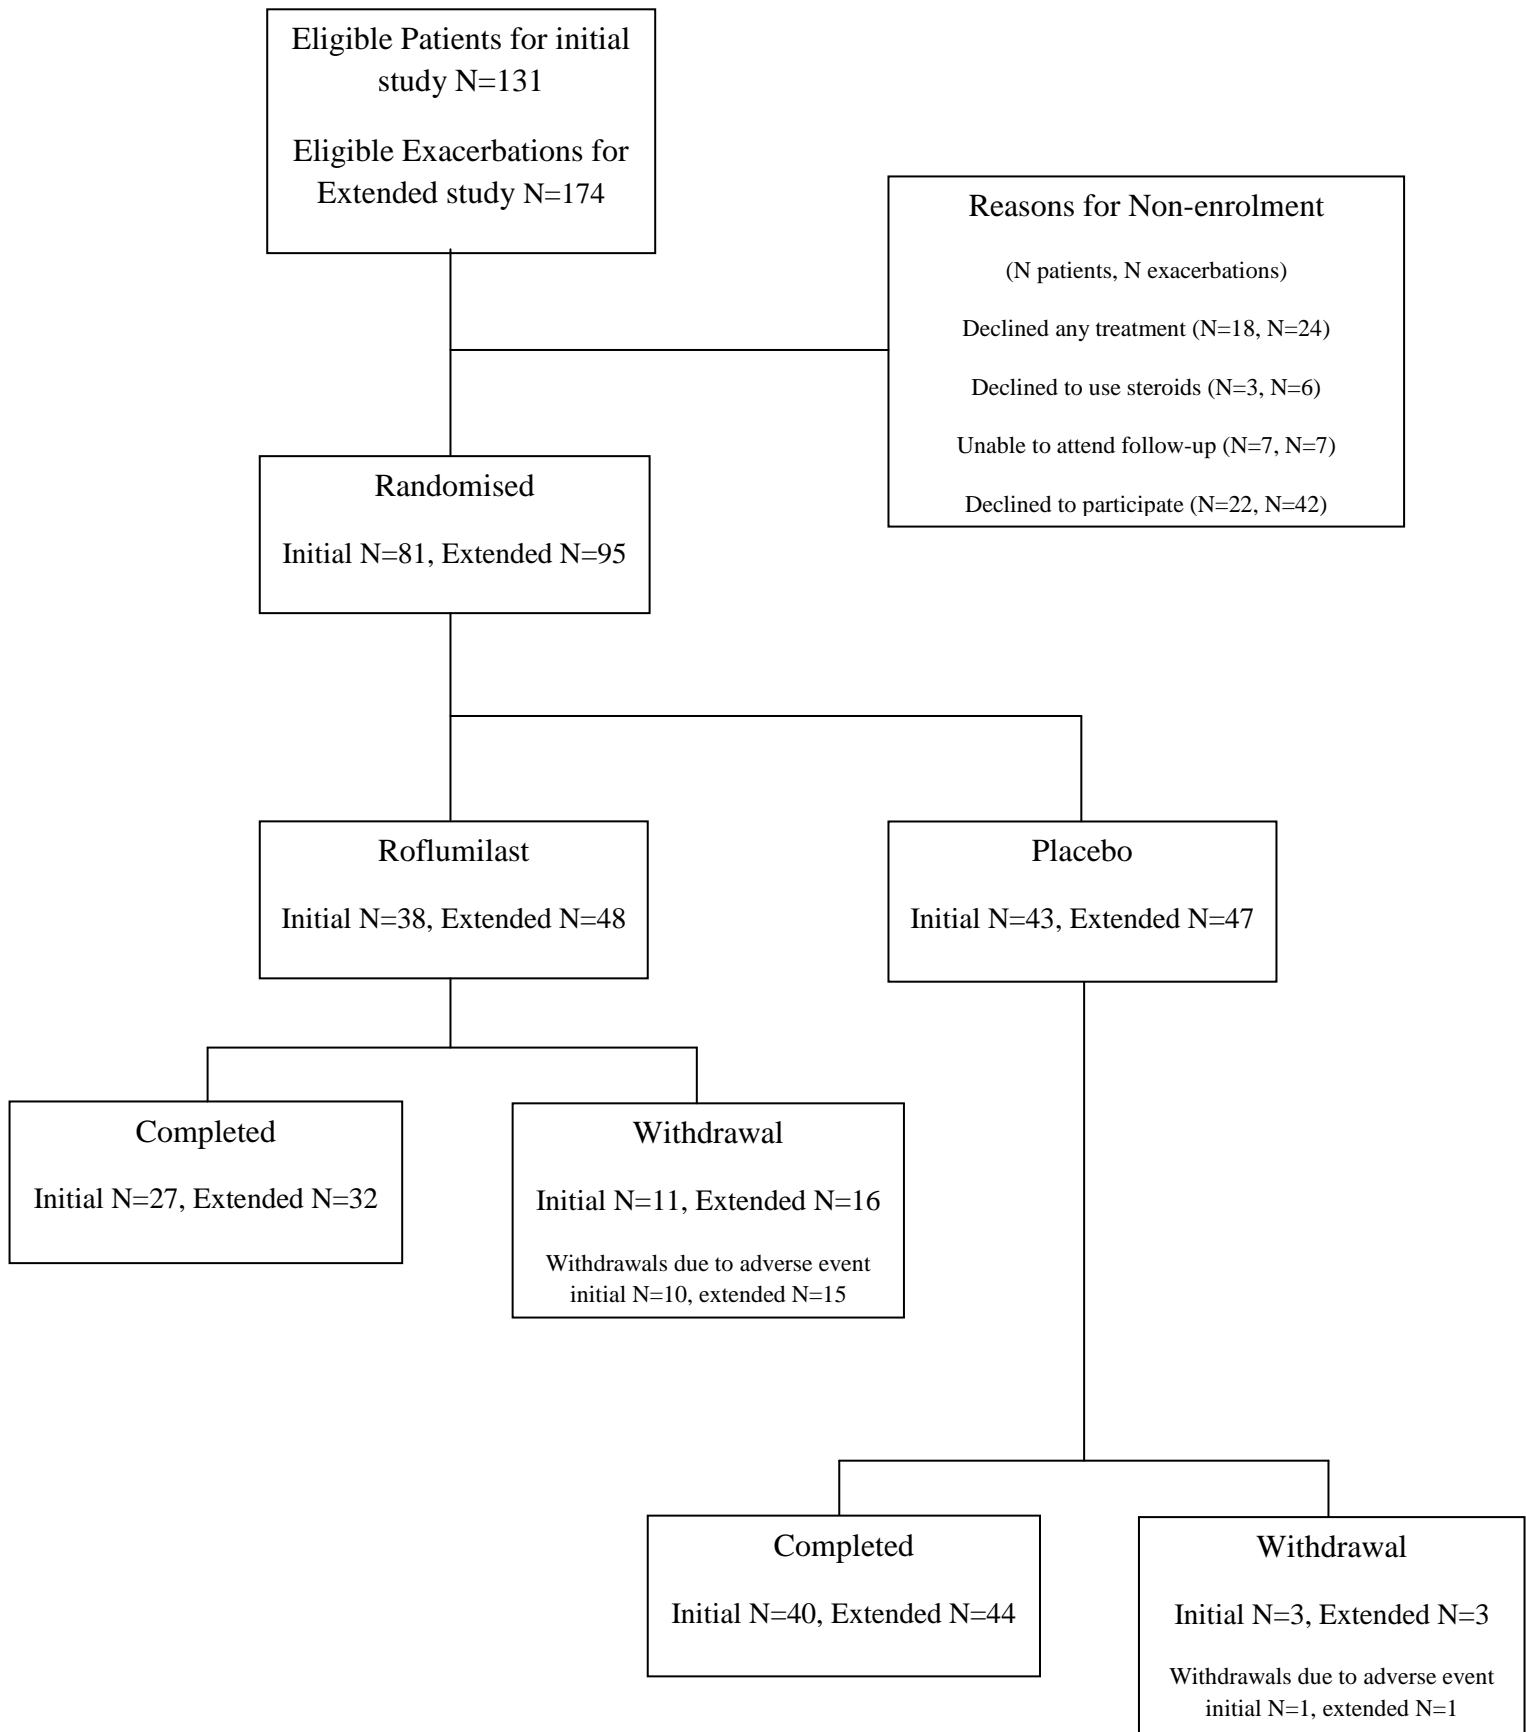 Eligible Patients for initial
study N=131
Eligible Exacerbations for
Extended study N=174
Reasons for Non-enrolment
(N patients, N exacerbations)
Declined any treatment (N=18, N=24)
Declined to use steroids (N=3, N=6)
Unable to attend follow-up (N=7, N=7)
Declined to participate (N=22, N=42)
Randomised
Initial N=81, Extended N=95
Roflumilast
Initial N=38, Extended N=48
Placebo
Initial N=43, Extended N=47
Completed
Initial N=27, Extended N=32
Withdrawal
Initial N=11, Extended N=16
Withdrawals due to adverse event
initial N=10, extended N=15
Completed
Initial N=40, Extended N=44
Withdrawal
Initial N=3, Extended N=3
Withdrawals due to adverse event
initial N=1, extended N=1